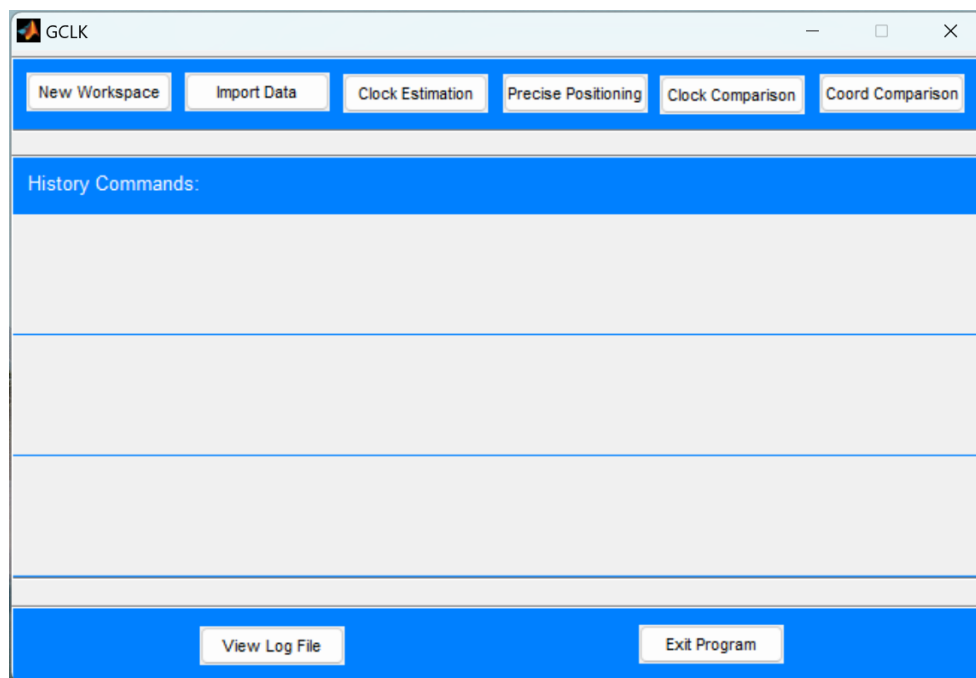 GCLK
New Workspace Import Data Clock Estimation Precise Positioning Clock Comparison Coord Comparison
History Commands:
View Log File Exit Program